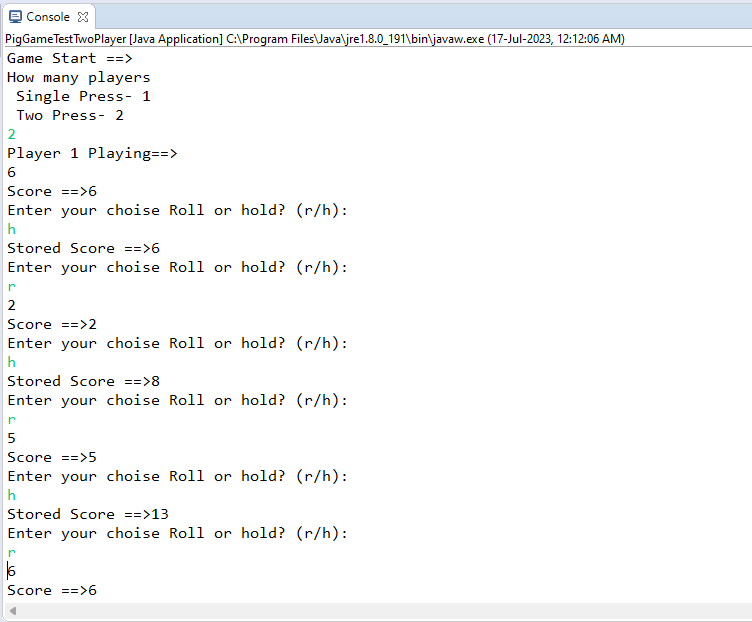 Console
PigGameTestTwoPlayer [Java Application] C:\Program Files\Java\jre1.8.0_191\bin\javaw.exe (17-Jul-2023, 12:12:06 AM)
Game Start ==>
How many players
 Single Press- 1
 Two Press- 2
2
Player 1 Playing==>
6
Score ==>6
Enter your choise Roll or hold? (r/h):
h
Stored Score ==>6
Enter your choise Roll or hold? (r/h):
r
2
Score ==>2
Enter your choise Roll or hold? (r/h):
h
Stored Score ==>8
Enter your choise Roll or hold? (r/h):
r
5
Score ==>5
Enter your choise Roll or hold? (r/h):
h
Stored Score ==>13
Enter your choise Roll or hold? (r/h):
r
6
Score ==>6